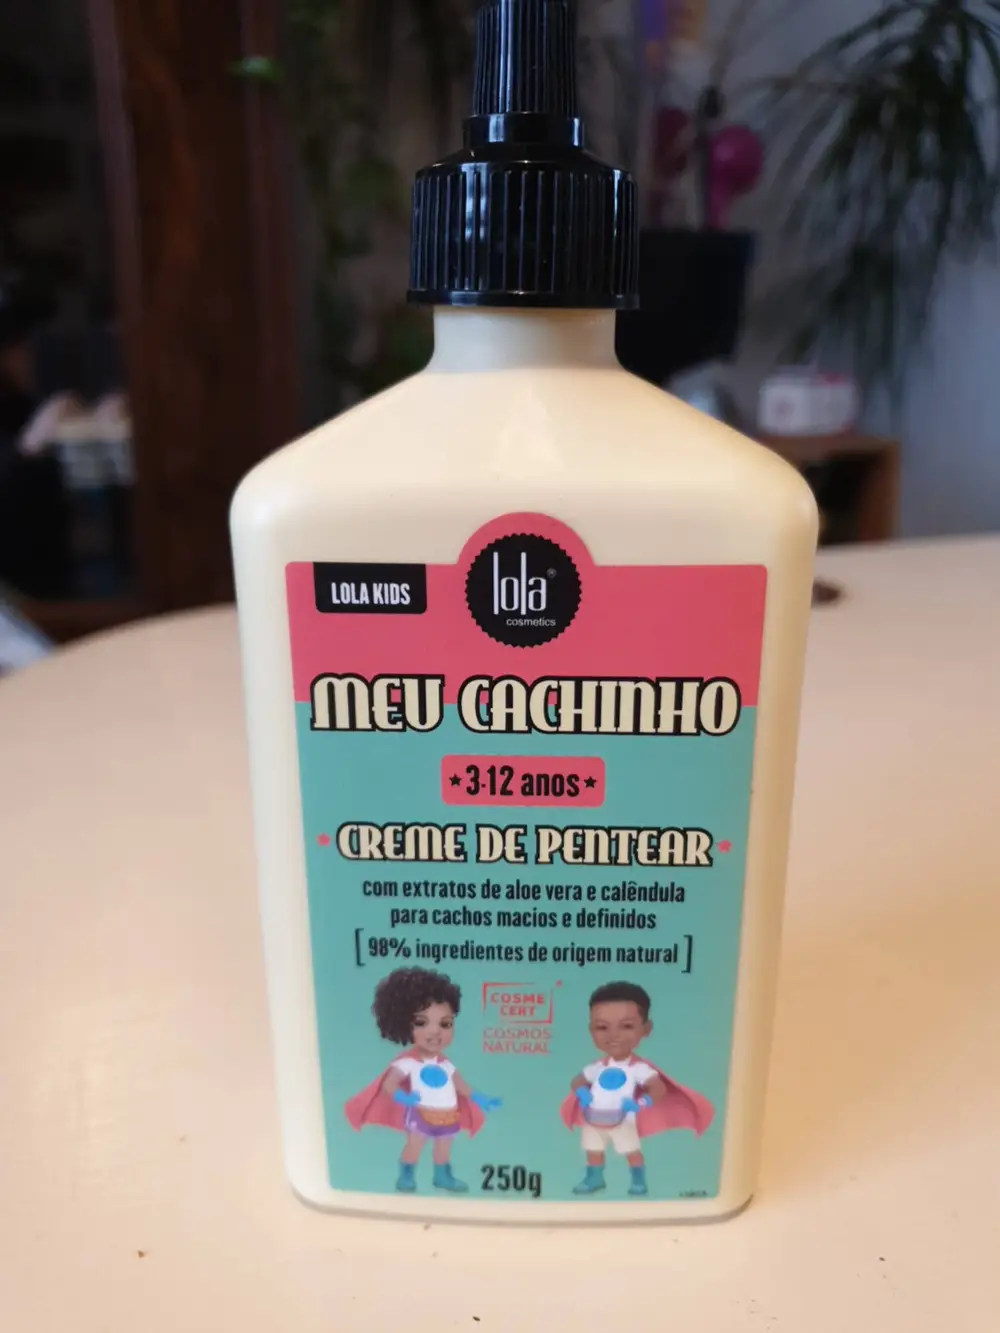 LOLA KIDS
lola®
cosmetics
MEU CACHINHO
3-12 anos
CREME DE PENTEAR
com extratos de aloe vera e calêndula
para cachos macios e definidos
[98% ingredientes de origem natural]
COSME
CERT
COSMOS
NATURAL
250g